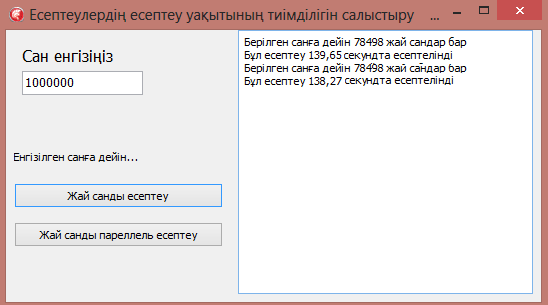 Есептеулердің есептеу уақытының тиімділігін салыстыру ...
Сан енгізіңіз
1000000
Енгізілген санға дейін...
Жай санды есептеу
Жай санды пареллель есептеу
Берілген санға дейін 78498 жай сандар бар
Бұл есептеу 139,65 секундта есептелінді
Берілген санға дейін 78498 жай сандар бар
Бұл есептеу 138,27 секундта есептелінді